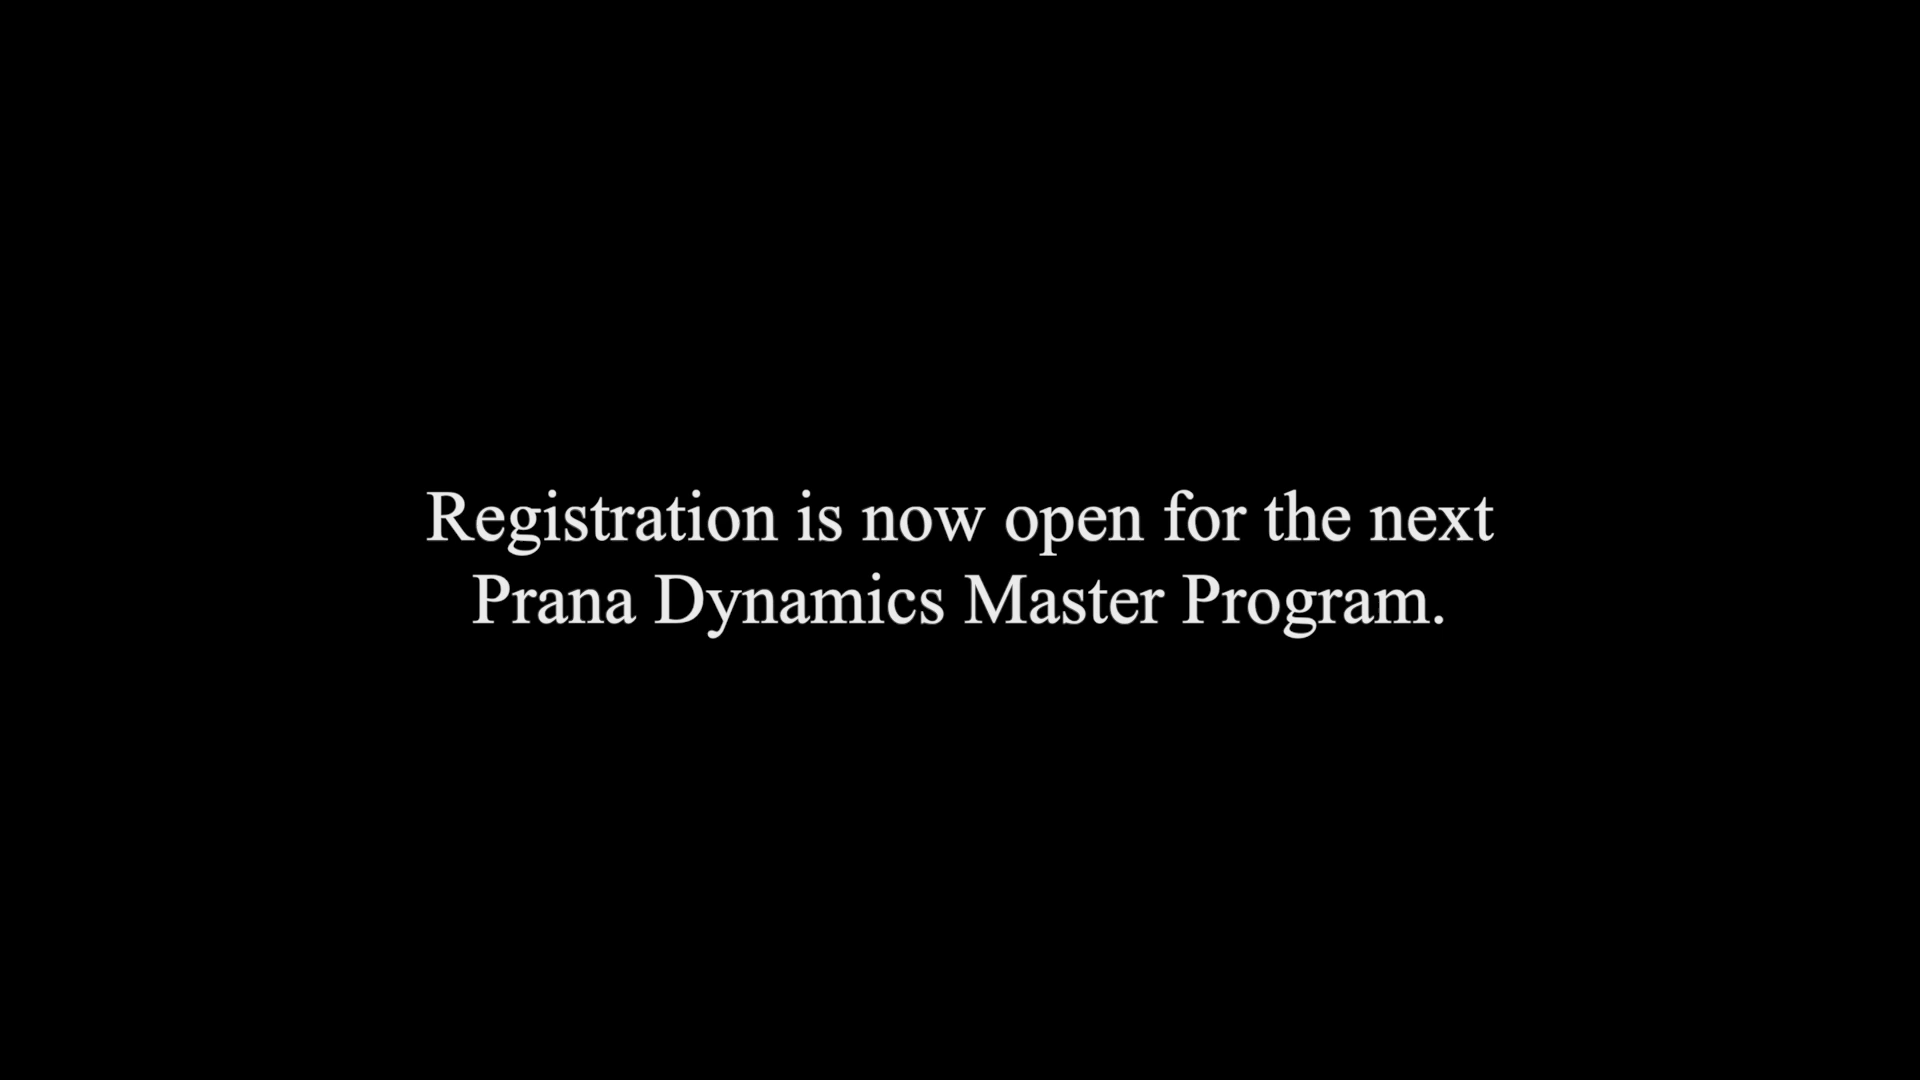 Registration is now open for the next
Prana Dynamics Master Program.